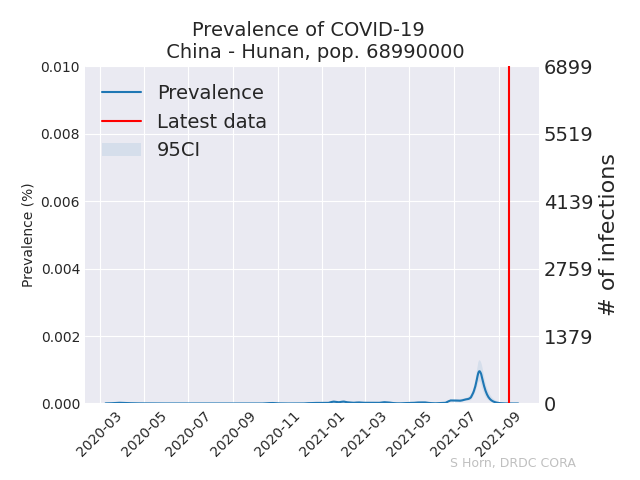 Prevalence of COVID-19
China - Hunan, pop. 68990000
Prevalence
Latest data
95CI
Prevalence (%)
0.010
0.008
0.006
0.004
0.002
0.000
6899
5519
4139
2759
1379
0
# of infections
2020-03
2020-05
2020-07
2020-09
2020-11
2021-01
2021-03
2021-05
2021-07
2021-09
S Horn, DRDC CORA